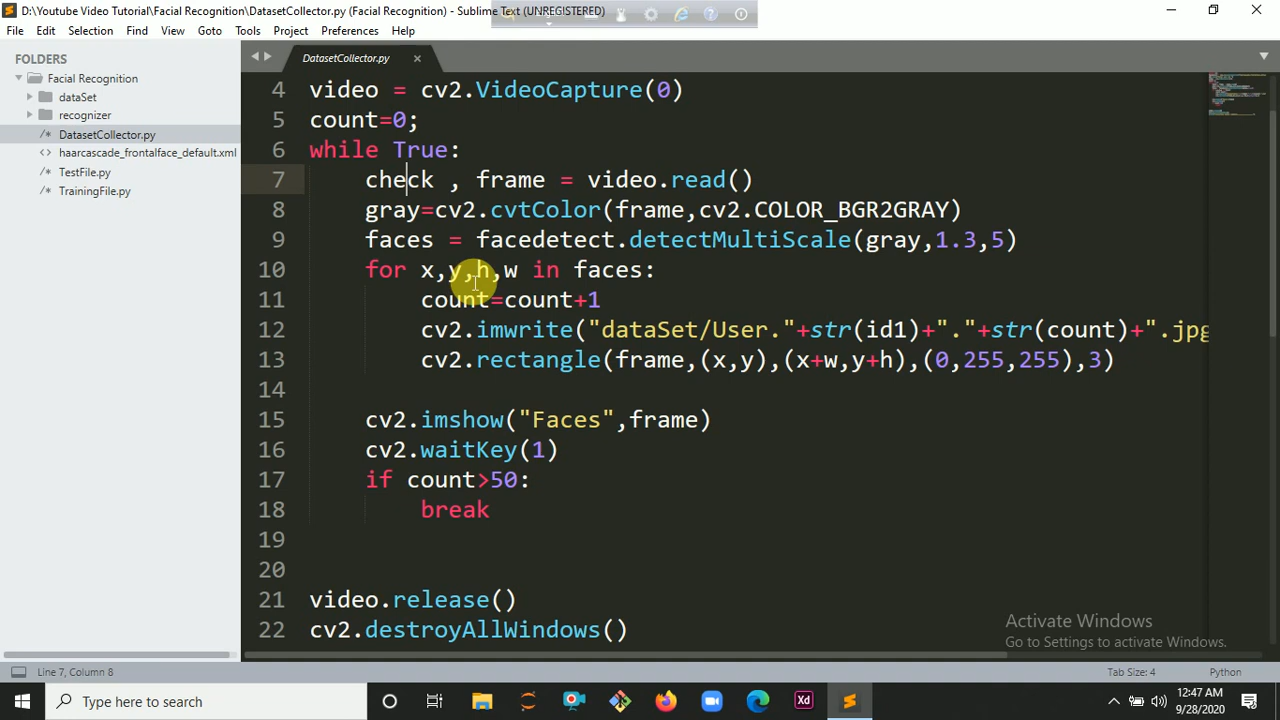 D:\Youtube Video Tutorial\Facial Recognition\DatasetCollector.py (Facial Recognition) - Sublime Text (UNREGISTERED)
File Edit Selection Find View Goto Tools Project Preferences Help
FOLDERS
Facial Recognition
dataSet
recognizer
DatasetCollector.py
haarcascade_frontalface_default.xml
TestFile.py
TrainingFile.py
DatasetCollector.py
4 video = cv2.VideoCapture(0)
5 count=0;
6 while True:
7 check , frame = video.read()
8 gray=cv2.cvtColor(frame,cv2.COLOR_BGR2GRAY)
9 faces = facedetect.detectMultiScale(gray,1.3,5)
10 for x,y,h,w in faces:
11 count=count+1
12 cv2.imwrite("dataSet/User."+str(id1)+"."+str(count)+".jpg
13 cv2.rectangle(frame,(x,y),(x+w,y+h),(0,255,255),3)
14
15 cv2.imshow("Faces",frame)
16 cv2.waitKey(1)
17 if count>50:
18 break
19
20
21 video.release()
22 cv2.destroyAllWindows()
Activate Windows
Go to Settings to activate Windows.
Line 7, Column 8
Tab Size: 4
Python
Type here to search
Xd
12:47 AM
9/28/2020